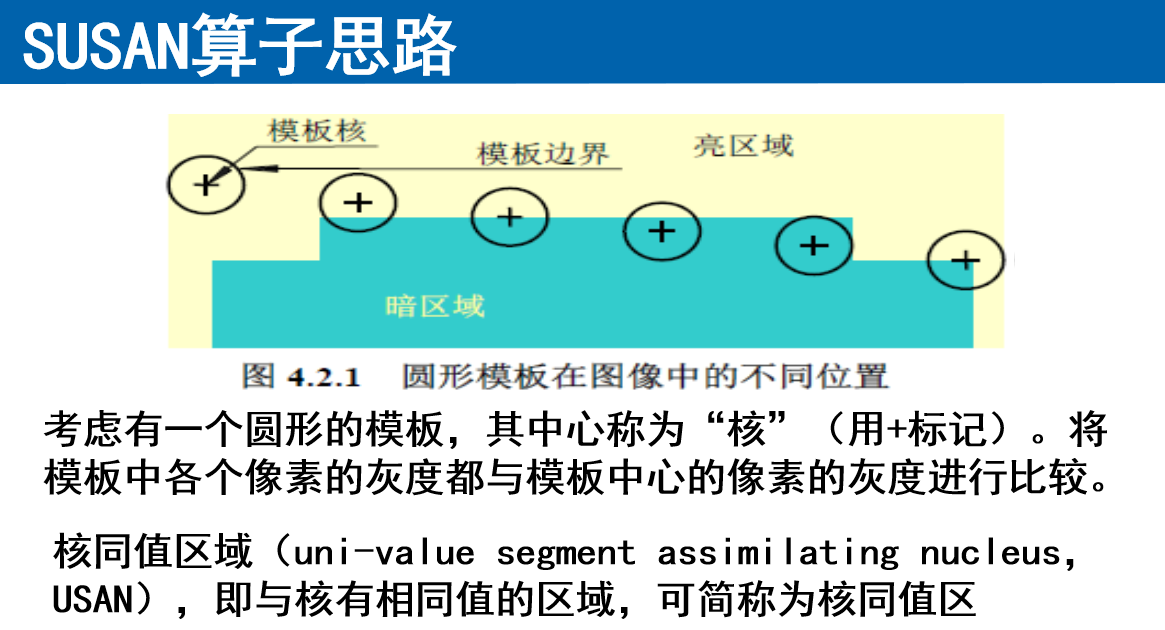 SUSAN算子思路
模板核
模板边界
亮区域
暗区域
图 4.2.1 圆形模板在图像中的不同位置
考虑有一个圆形的模板，其中心称为“核”（用+标记）。将
模板中各个像素的灰度都与模板中心的像素的灰度进行比较。
核同值区域（uni-value segment assimilating nucleus，
USAN），即与核有相同值的区域，可简称为核同值区